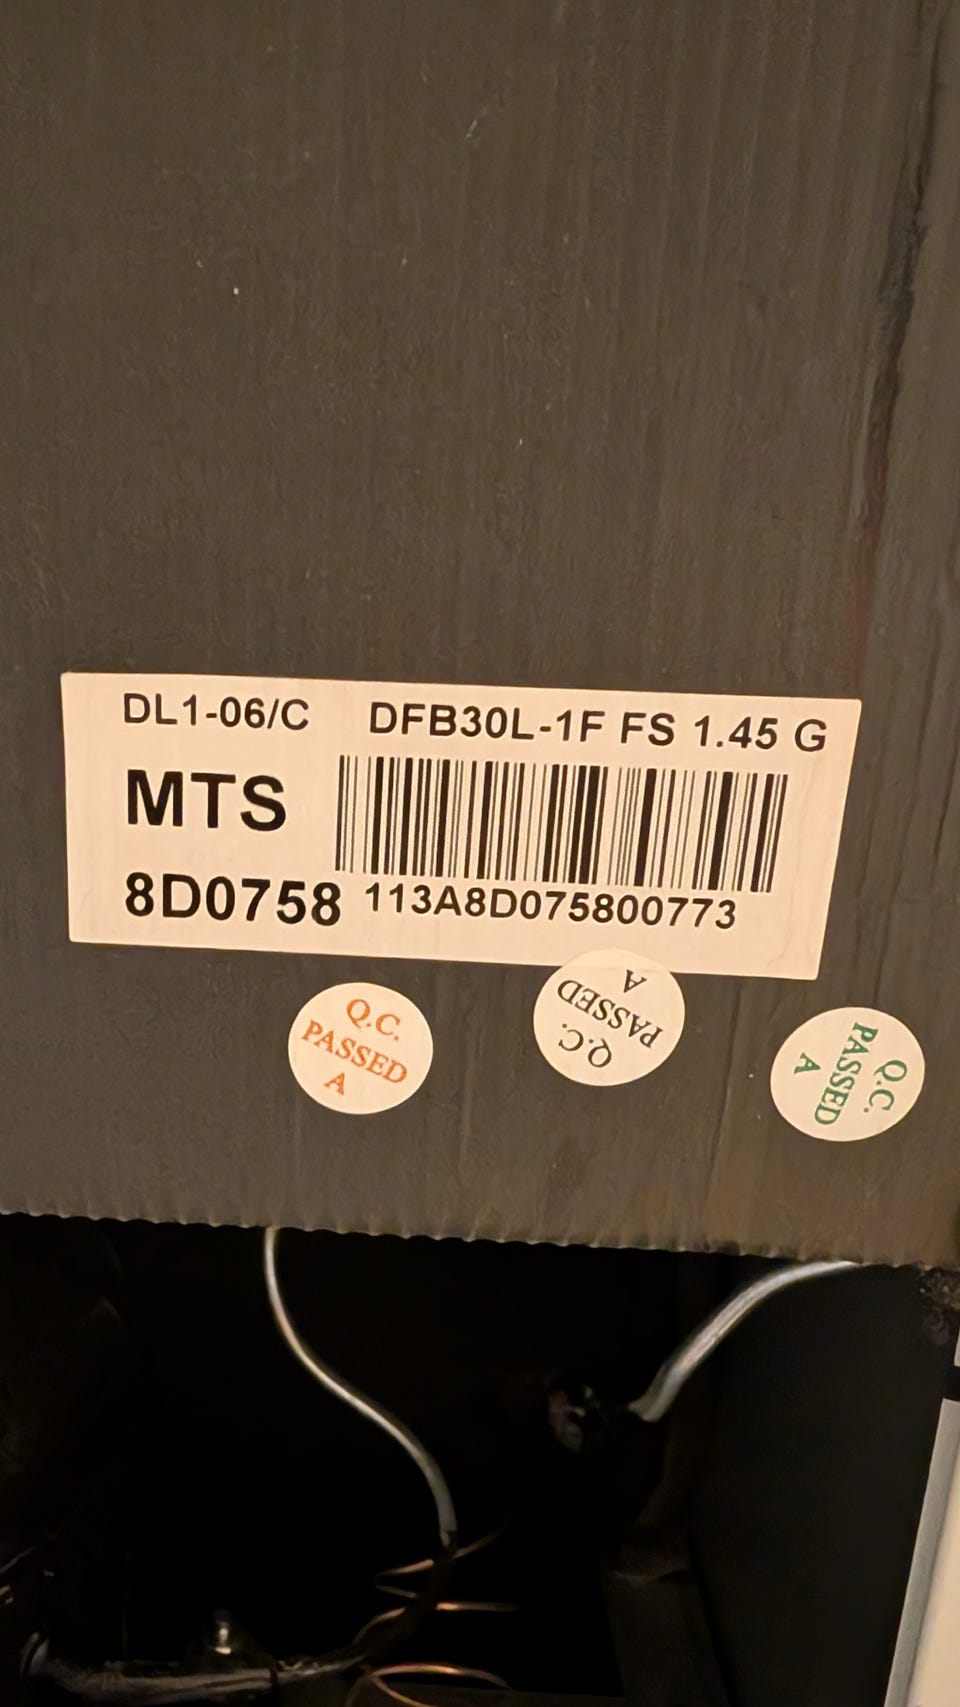 DL1-06/C DFB30L-1F FS 1.45 G
MTS
8D0758 113A8D075800773
Q.C.
PASSED
A
Q.C.
PASSED
A
Q.C.
PASSED
A